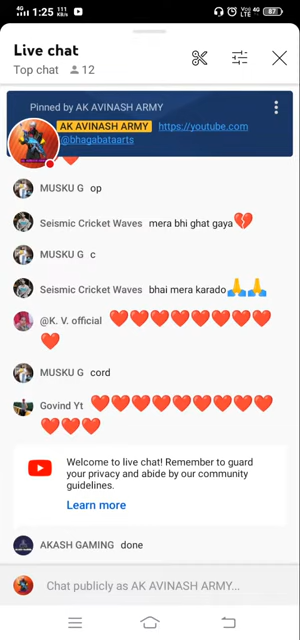 1:25 111 KB/s Vo) 4G LTE 87
Live chat
Top chat 12
Pinned by AK AVINASH ARMY
AK AVINASH ARMY https://youtube.com
@bhagabataarts
MUSKU G op
Seismic Cricket Waves mera bhi ghat gaya💔
MUSKU G c
Seismic Cricket Waves bhai mera karado🙏🙏
@K. V. official ❤️❤️❤️❤️❤️❤️❤️❤️
❤️
MUSKU G cord
Govind Yt ❤️❤️❤️❤️❤️❤️❤️❤️❤️
❤️❤️❤️
Welcome to live chat! Remember to guard
your privacy and abide by our community
guidelines.
Learn more
AKASH GAMING done
Chat publicly as AK AVINASH ARMY...